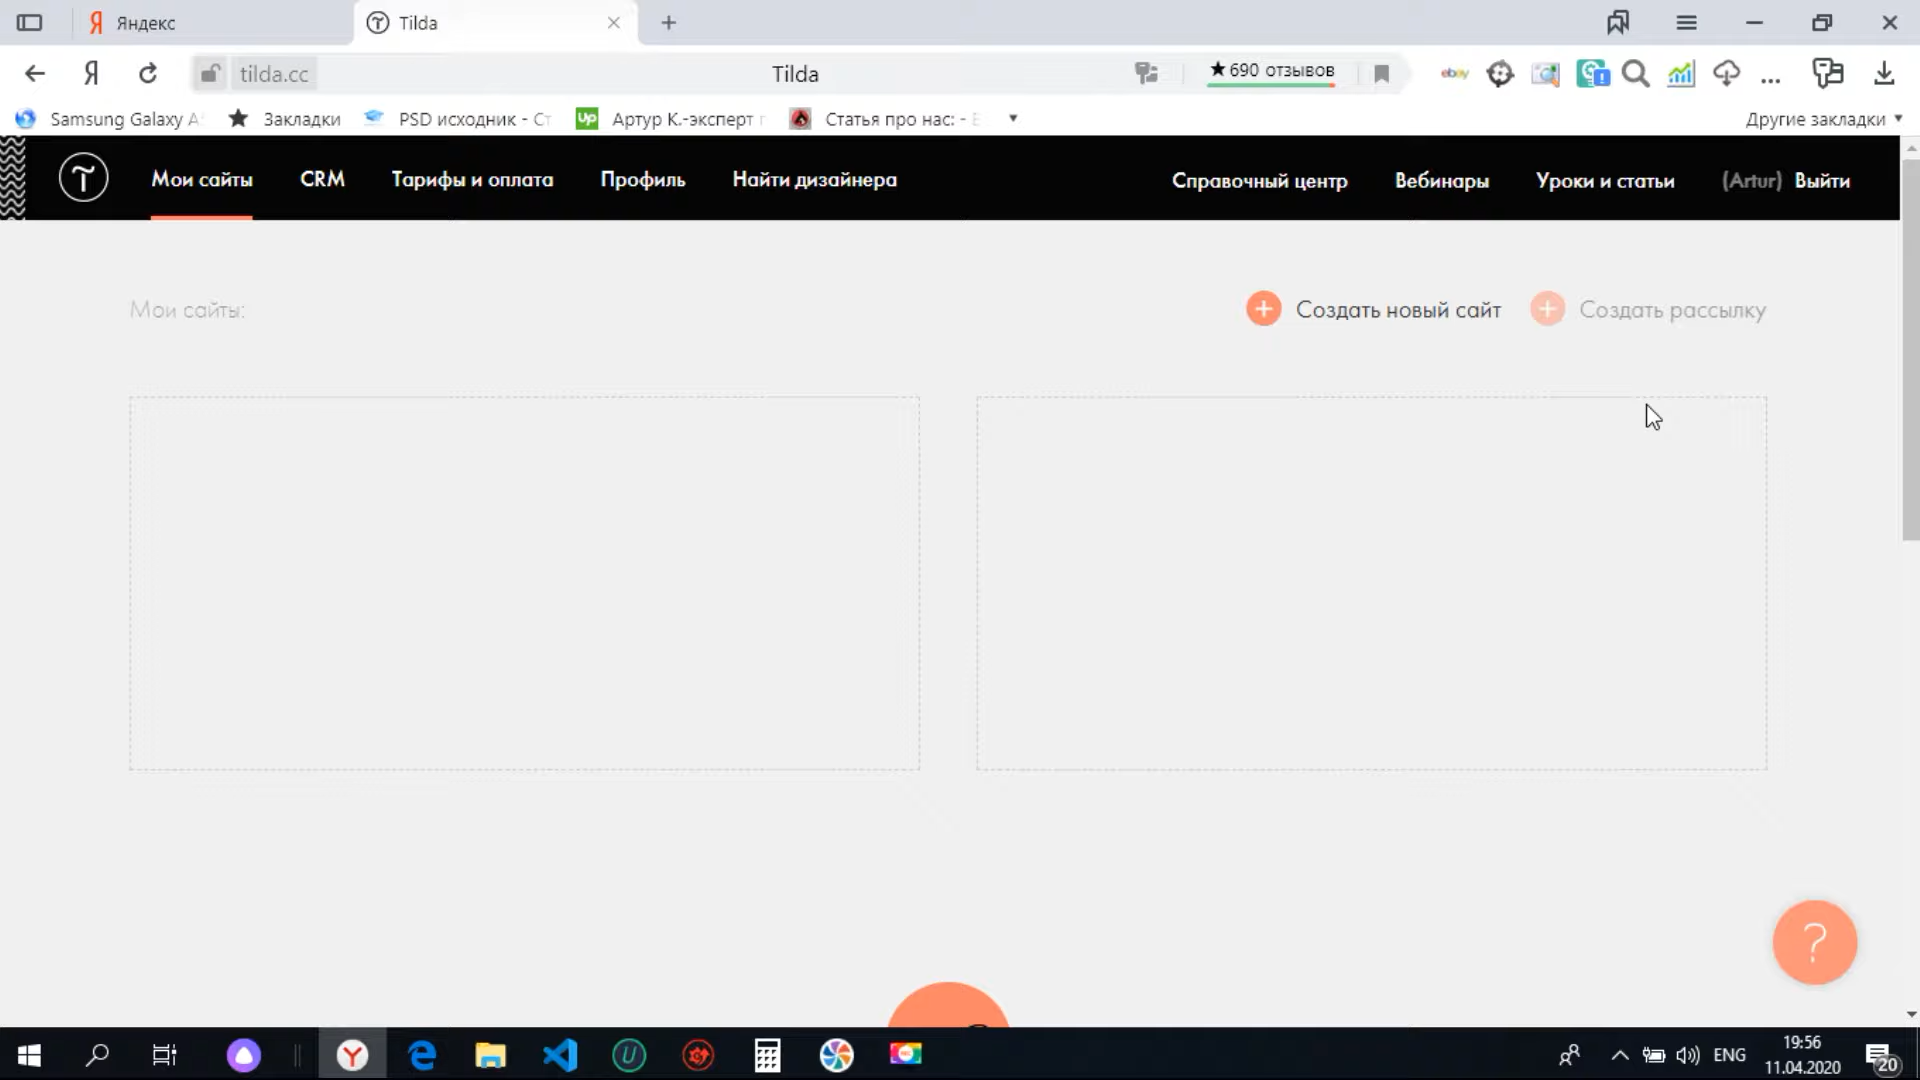 Яндекс
Tilda
tilda.cc
Tilda
★690 отзывов
ebay
...
Samsung Galaxy A
Закладки
PSD исходник - Ст
Up
Артур К.-эксперт
Статья про нас: -
Другие закладки
Мои сайты
CRM
Тарифы и оплата
Профиль
Найти дизайнера
Справочный центр
Вебинары
Уроки и статьи
(Artur) Выйти
Мои сайты:
+ Создать новый сайт
+ Создать рассылку
?
ENG
19:56
11.04.2020
20